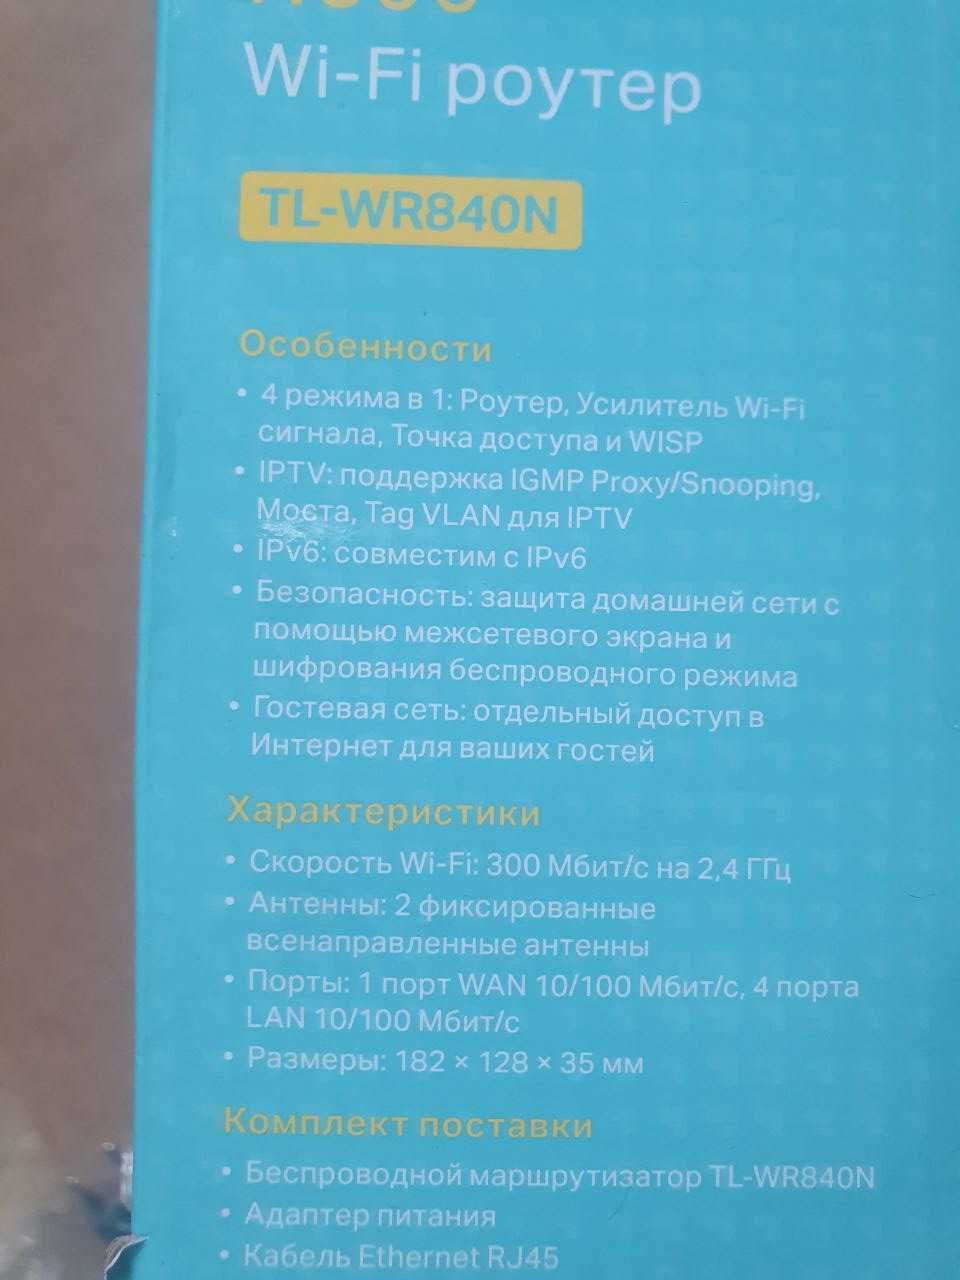 Wi-Fi роутер
TL-WR840N
Особенности
• 4 режима в 1: Роутер, Усилитель Wi-Fi
сигнала, Точка доступа и WISP
• IPTV: поддержка IGMP Proxy/Snooping,
Моста, Tag VLAN для IPTV
• IPv6: совместим с IPv6
• Безопасность: защита домашней сети с
помощью межсетевого экрана и
шифрования беспроводного режима
• Гостевая сеть: отдельный доступ в
Интернет для ваших гостей
Характеристики
• Скорость Wi-Fi: 300 Мбит/с на 2,4 ГГц
• Антенны: 2 фиксированные
всенаправленные антенны
• Порты: 1 порт WAN 10/100 Мбит/с, 4 порта
LAN 10/100 Мбит/с
• Размеры: 182 × 128 × 35 мм
Комплект поставки
• Беспроводной маршрутизатор TL-WR840N
• Адаптер питания
• Кабель Ethernet RJ45